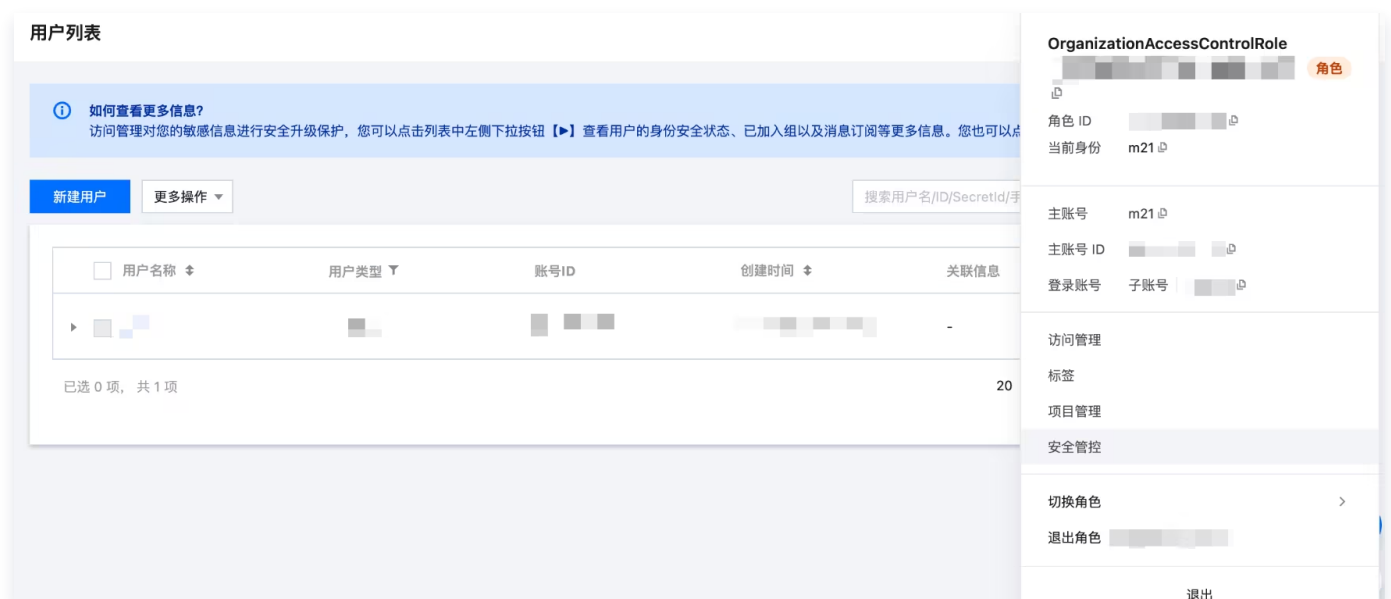 用户列表
如何查看更多信息?
访问管理对您的敏感信息进行安全升级保护，您可以点击列表中左侧下拉按钮【▶】查看用户的身份安全状态、已加入组以及消息订阅等更多信息。您也可以点
新建用户
更多操作
搜索用户名/ID/SecretId/手
用户名称
用户类型
账号ID
创建时间
关联信息
-
已选 0 项， 共 1 项
20
OrganizationAccessControlRole
角色
角色 ID
当前身份 m21
主账号 m21
主账号 ID
登录账号 子账号
访问管理
标签
项目管理
安全管控
切换角色
退出角色
退出